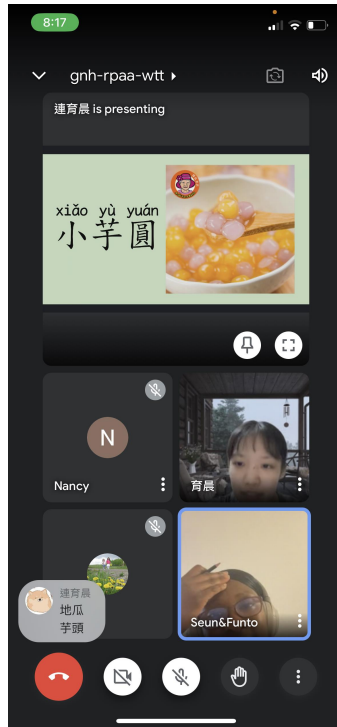 8:17
gnh-rpaa-wtt
連育晨 is presenting
xiǎo yù yuán
小芋圓
N
Nancy
育晨
連育晨
地瓜
芋頭
Seun&Funto